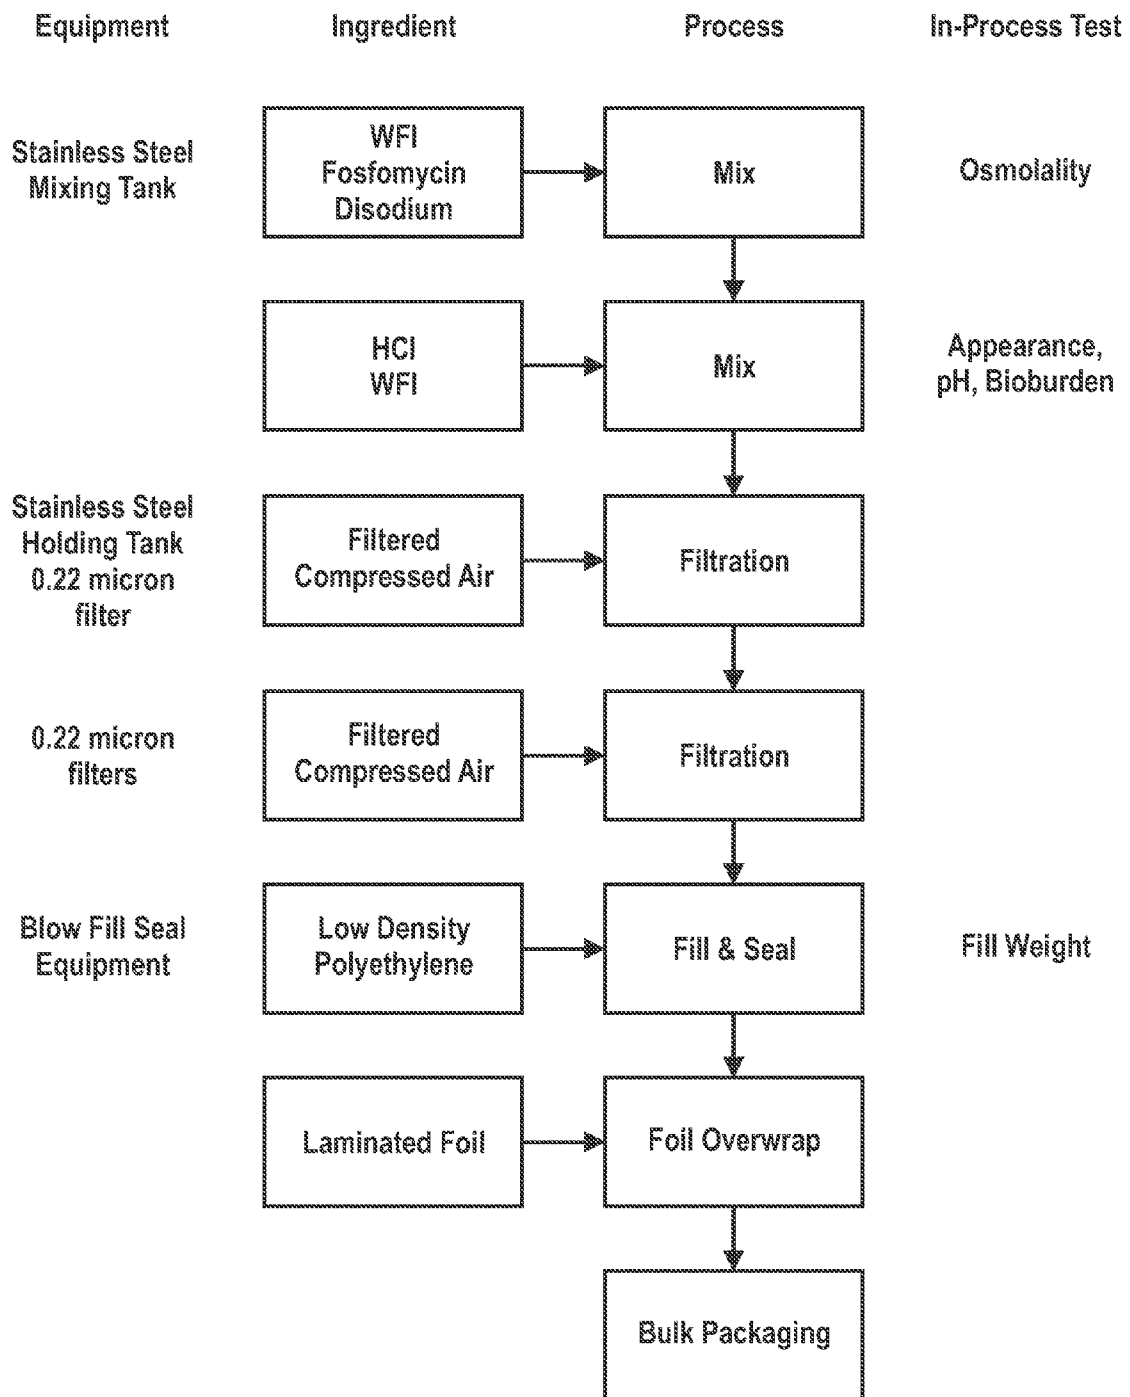 Equipment
Ingredient
Process
In-Process Test
Stainless Steel
Mixing Tank
WFI
Fosfomycin
Disodium
Mix
Osmolality
HCl
WFI
Mix
Appearance,
pH, Bioburden
Stainless Steel
Holding Tank
0.22 micron
filter
Filtered
Compressed Air
Filtration
0.22 micron
filters
Filtered
Compressed Air
Filtration
Blow Fill Seal
Equipment
Low Density
Polyethylene
Fill & Seal
Fill Weight
Laminated Foil
Foil Overwrap
Bulk Packaging